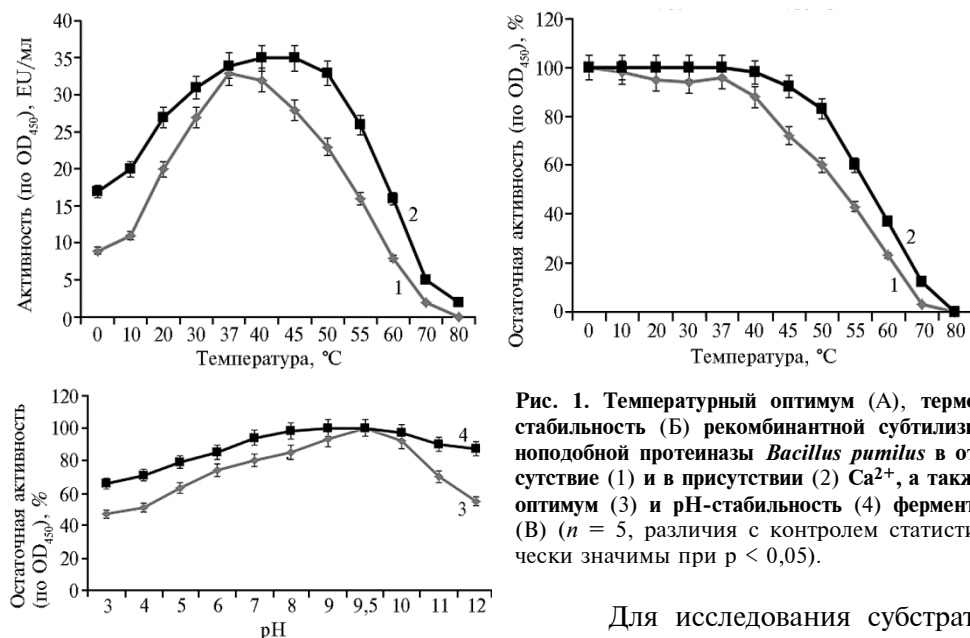 Активность (по OD450), EU/мл
40
35
30
25
20
15
10
5
0
0 10 20 30 37 40 45 50 55 60 70 80
Температура, °С
2
1
Остаточная активность (по OD450), %
120
100
80
60
40
20
0
0 10 20 30 37 40 45 50 55 60 70 80
Температура, °С
2
1
Остаточная активность
(по OD450), %
120
100
80
60
40
20
0
3 4 5 6 7 8 9 9,5 10 11 12
pH
4
3
Рис. 1. Температурный оптимум (А), термо
стабильность (Б) рекомбинантной субтилизи
ноподобной протеиназы Bacillus pumilus в от
сутствие (1) и в присутствии (2) Ca2+, а такж
оптимум (3) и рН-стабильность (4) фермент
(В) (n = 5, различия с контролем статисти
чески значимы при p < 0,05).
Для исследования субстрат